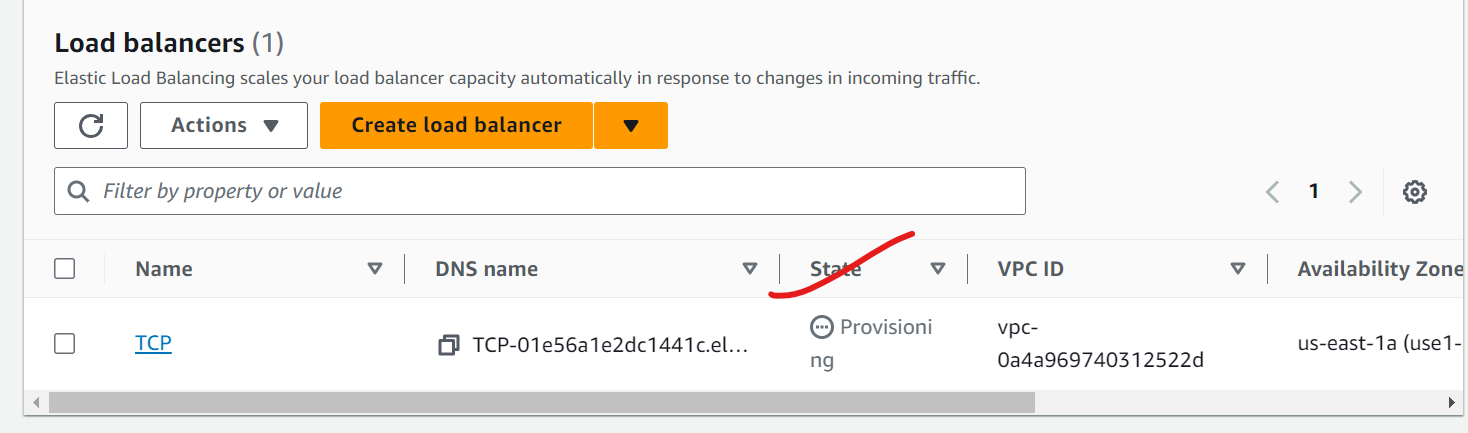 Load balancers (1)
Elastic Load Balancing scales your load balancer capacity automatically in response to changes in incoming traffic.
Actions
Create load balancer
Filter by property or value
1
Name
DNS name
State
VPC ID
Availability Zone
TCP
TCP-01e56a1e2dc1441c.el...
Provisioni
ng
vpc-
0a4a969740312522d
us-east-1a (use1-